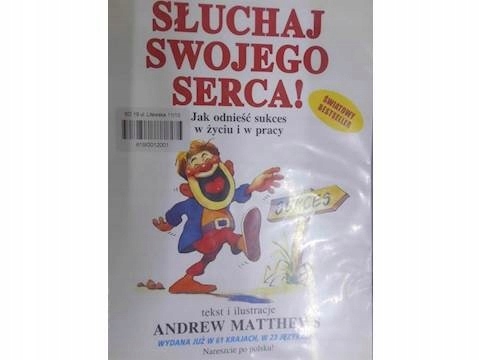 SŁUCHAJ
SWOJEGO
SERCA!
ŚWIATOWY
BESTSELLER
Jak odnieść sukces
w życiu i w pracy
SUKCES
tekst i ilustracje
ANDREW MATTHEWS
WYDANA JUŻ W 61 KRAJACH, W 23 JĘZYKACH
Nareszcie po polsku!